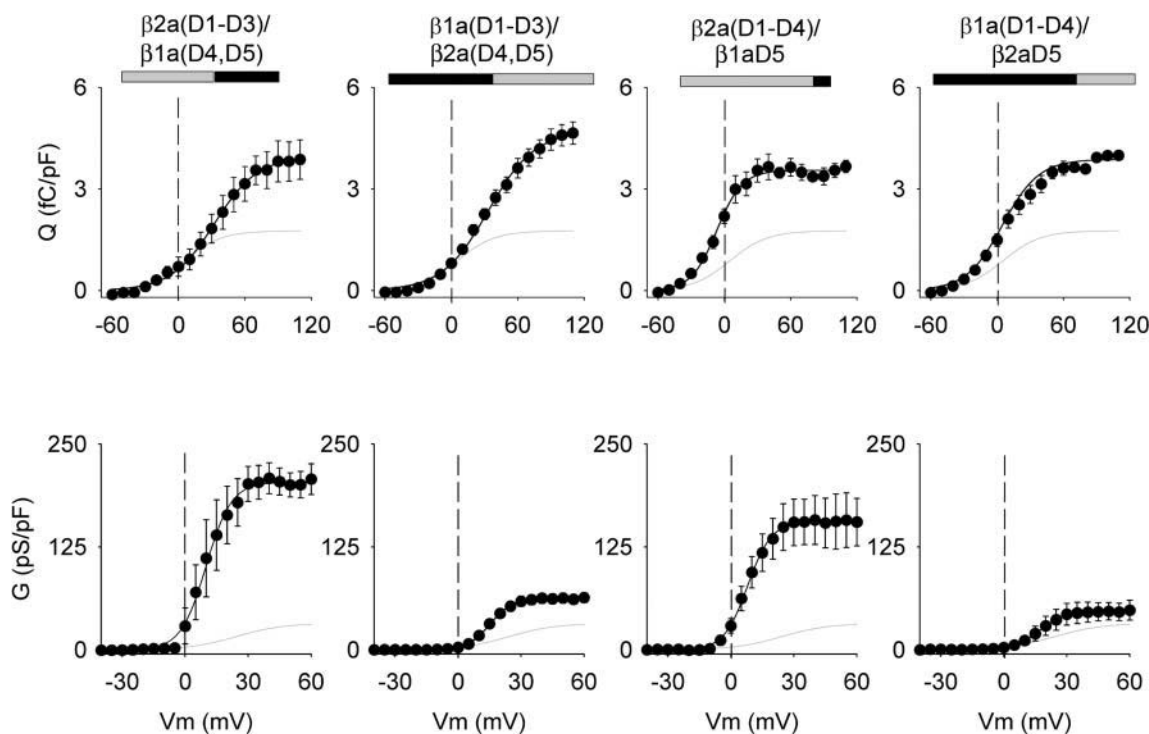 β2a(D1-D3)/
β1a(D4,D5)
β1a(D1-D3)/
β2a(D4,D5)
β2a(D1-D4)/
β1aD5
β1a(D1-D4)/
β2aD5
Q (fC/pF)
6
3
0
-60 0 60 120
6
3
0
-60 0 60 120
6
3
0
-60 0 60 120
6
3
0
-60 0 60 120
G (pS/pF)
250
125
0
-30 0 30 60
250
125
0
-30 0 30 60
250
125
0
-30 0 30 60
250
125
0
-30 0 30 60
Vm (mV)
Vm (mV)
Vm (mV)
Vm (mV)